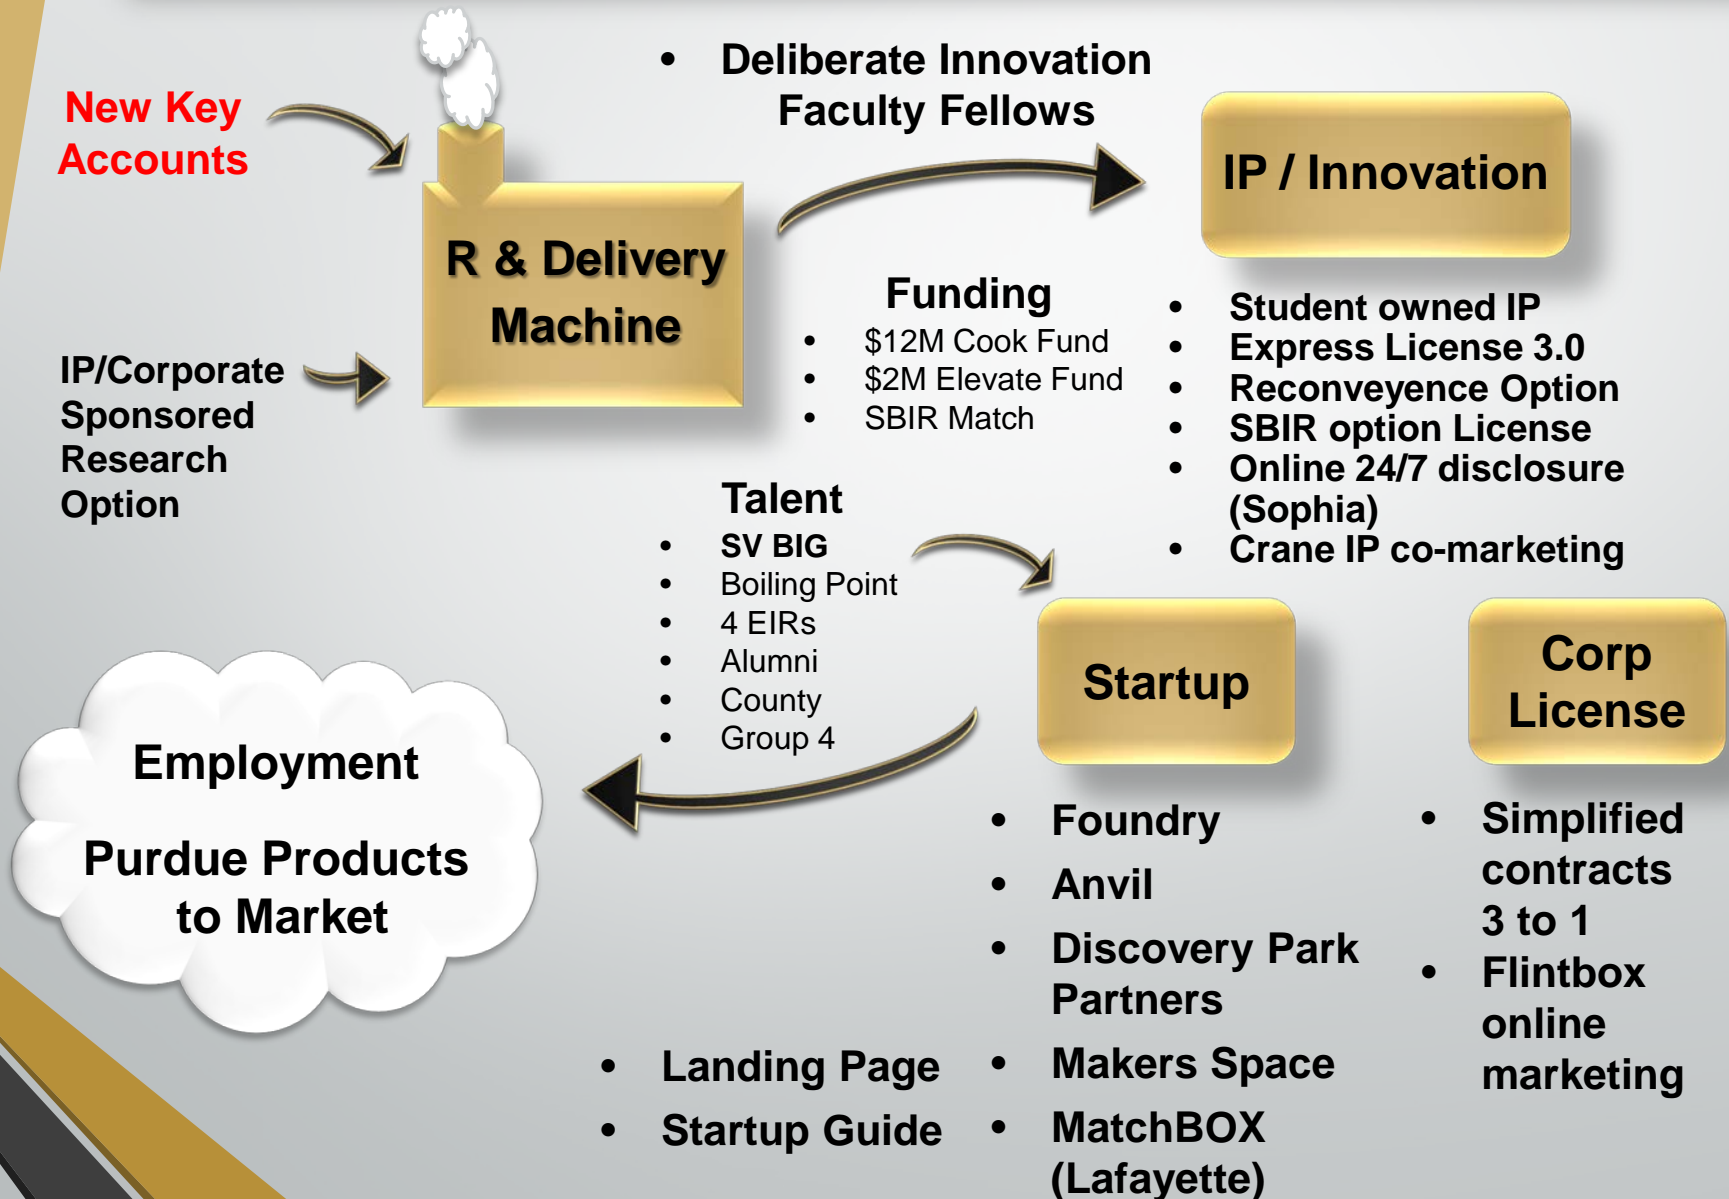 New Key
Accounts
• Deliberate Innovation
Faculty Fellows
R & Delivery
Machine
IP / Innovation
IP/Corporate
Sponsored
Research
Option
Funding
• $12M Cook Fund
• $2M Elevate Fund
• SBIR Match
• Student owned IP
• Express License 3.0
• Reconveyence Option
• SBIR option License
• Online 24/7 disclosure
(Sophia)
• Crane IP co-marketing
Talent
• SV BIG
• Boiling Point
• 4 EIRs
• Alumni
• County
• Group 4
Startup
Corp
License
Employment
Purdue Products
to Market
• Foundry
• Anvil
• Discovery Park
Partners
• Makers Space
• MatchBOX
(Lafayette)
• Simplified
contracts
3 to 1
• Flintbox
online
marketing
• Landing Page
• Startup Guide